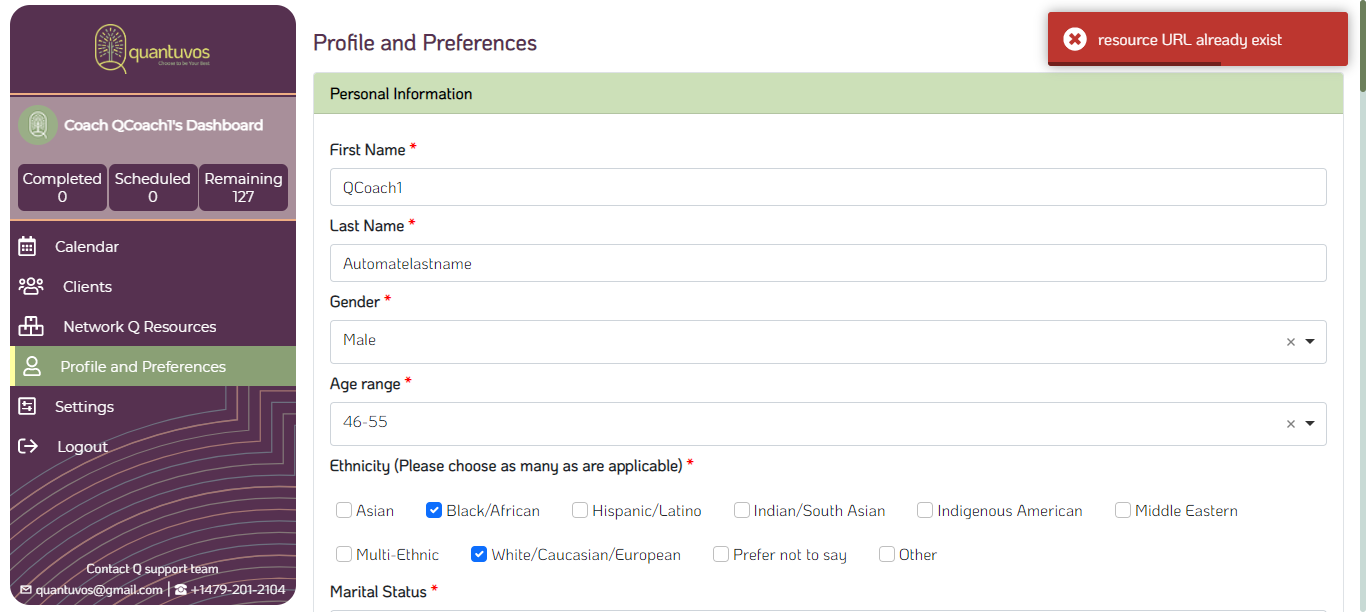 quantuvos
Choose to be Your Best
Coach QCoach1's Dashboard
Completed
0
Scheduled
0
Remaining
127
Calendar
Clients
Network Q Resources
Profile and Preferences
Settings
Logout
Contact Q support team
quantuvos@gmail.com | +1479-201-2104
Profile and Preferences
resource URL already exist
Personal Information
First Name *
QCoach1
Last Name *
Automatelastname
Gender *
Male
Age range *
46-55
Ethnicity (Please choose as many as are applicable) *
Asian Black/African Hispanic/Latino Indian/South Asian Indigenous American Middle Eastern
Multi-Ethnic White/Caucasian/European Prefer not to say Other
Marital Status *